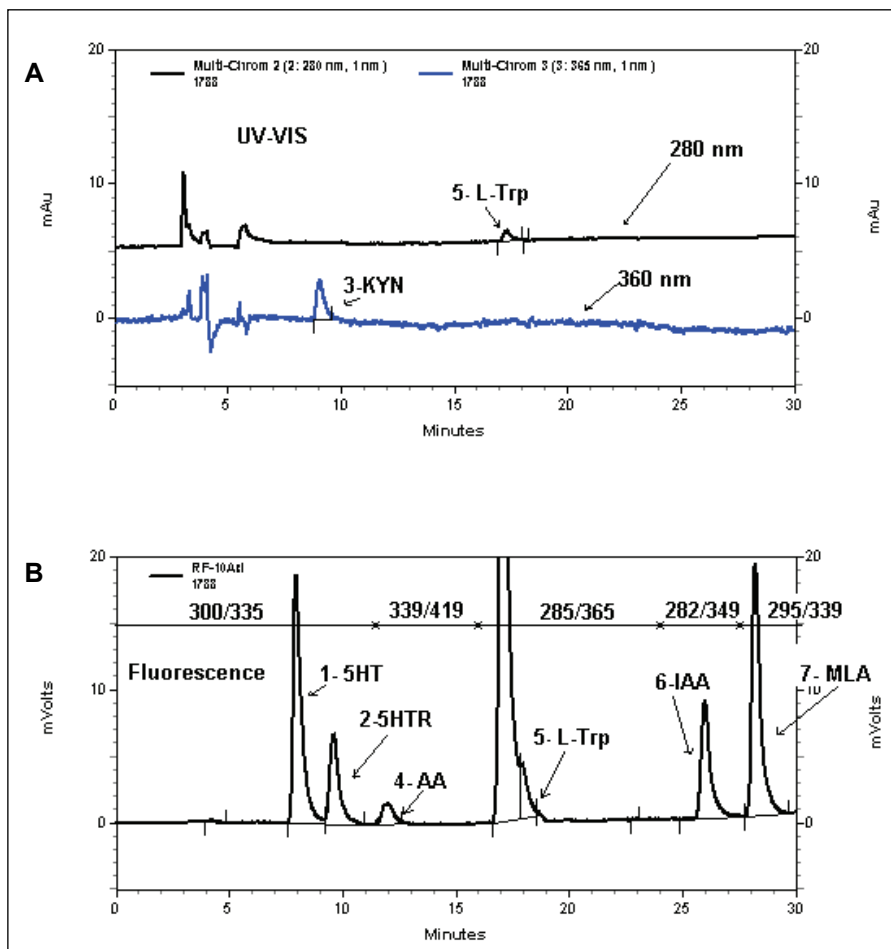 A
20
20
Multi-Chrom 2 (2: 280 nm, 1 nm)
1788
Multi-Chrom 3 (3: 365 nm, 1 nm)
1788
UV-VIS
280 nm
5- L-Trp
10
10
mAu
mAu
3-KYN
360 nm
0
0
0 5 10 15 20 25 30
Minutes
B
20
20
RF-10Axl
1788
300/335 339/419 285/365 282/349 295/339
Fluorescence
1- 5HT
7- MLA
6-IAA
10
10
mVolts
mVolts
2-5HTR
5- L-Trp
4- AA
0
0
0 5 10 15 20 25 30
Minutes